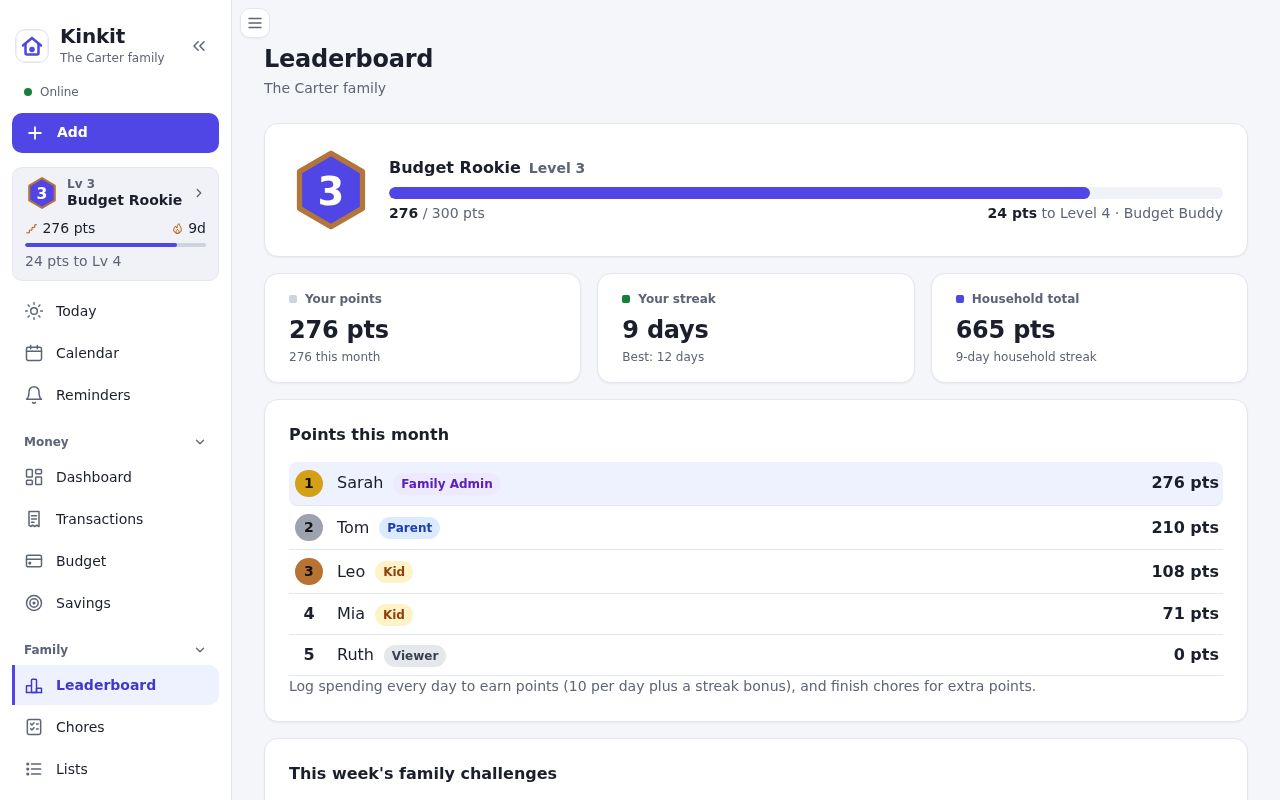 Kinkit
The Carter family
Online
Add
3
Lv 3
Budget Rookie
276 pts
9d
24 pts to Lv 4
Today
Calendar
Reminders
Money
Dashboard
Transactions
Budget
Savings
Family
Leaderboard
Chores
Lists
Leaderboard
The Carter family
3
Budget Rookie Level 3
276 / 300 pts
24 pts to Level 4 · Budget Buddy
Your points
276 pts
276 this month
Your streak
9 days
Best: 12 days
Household total
665 pts
9-day household streak
Points this month
1 Sarah Family Admin 276 pts
2 Tom Parent 210 pts
3 Leo Kid 108 pts
4 Mia Kid 71 pts
5 Ruth Viewer 0 pts
Log spending every day to earn points (10 per day plus a streak bonus), and finish chores for extra points.
This week's family challenges